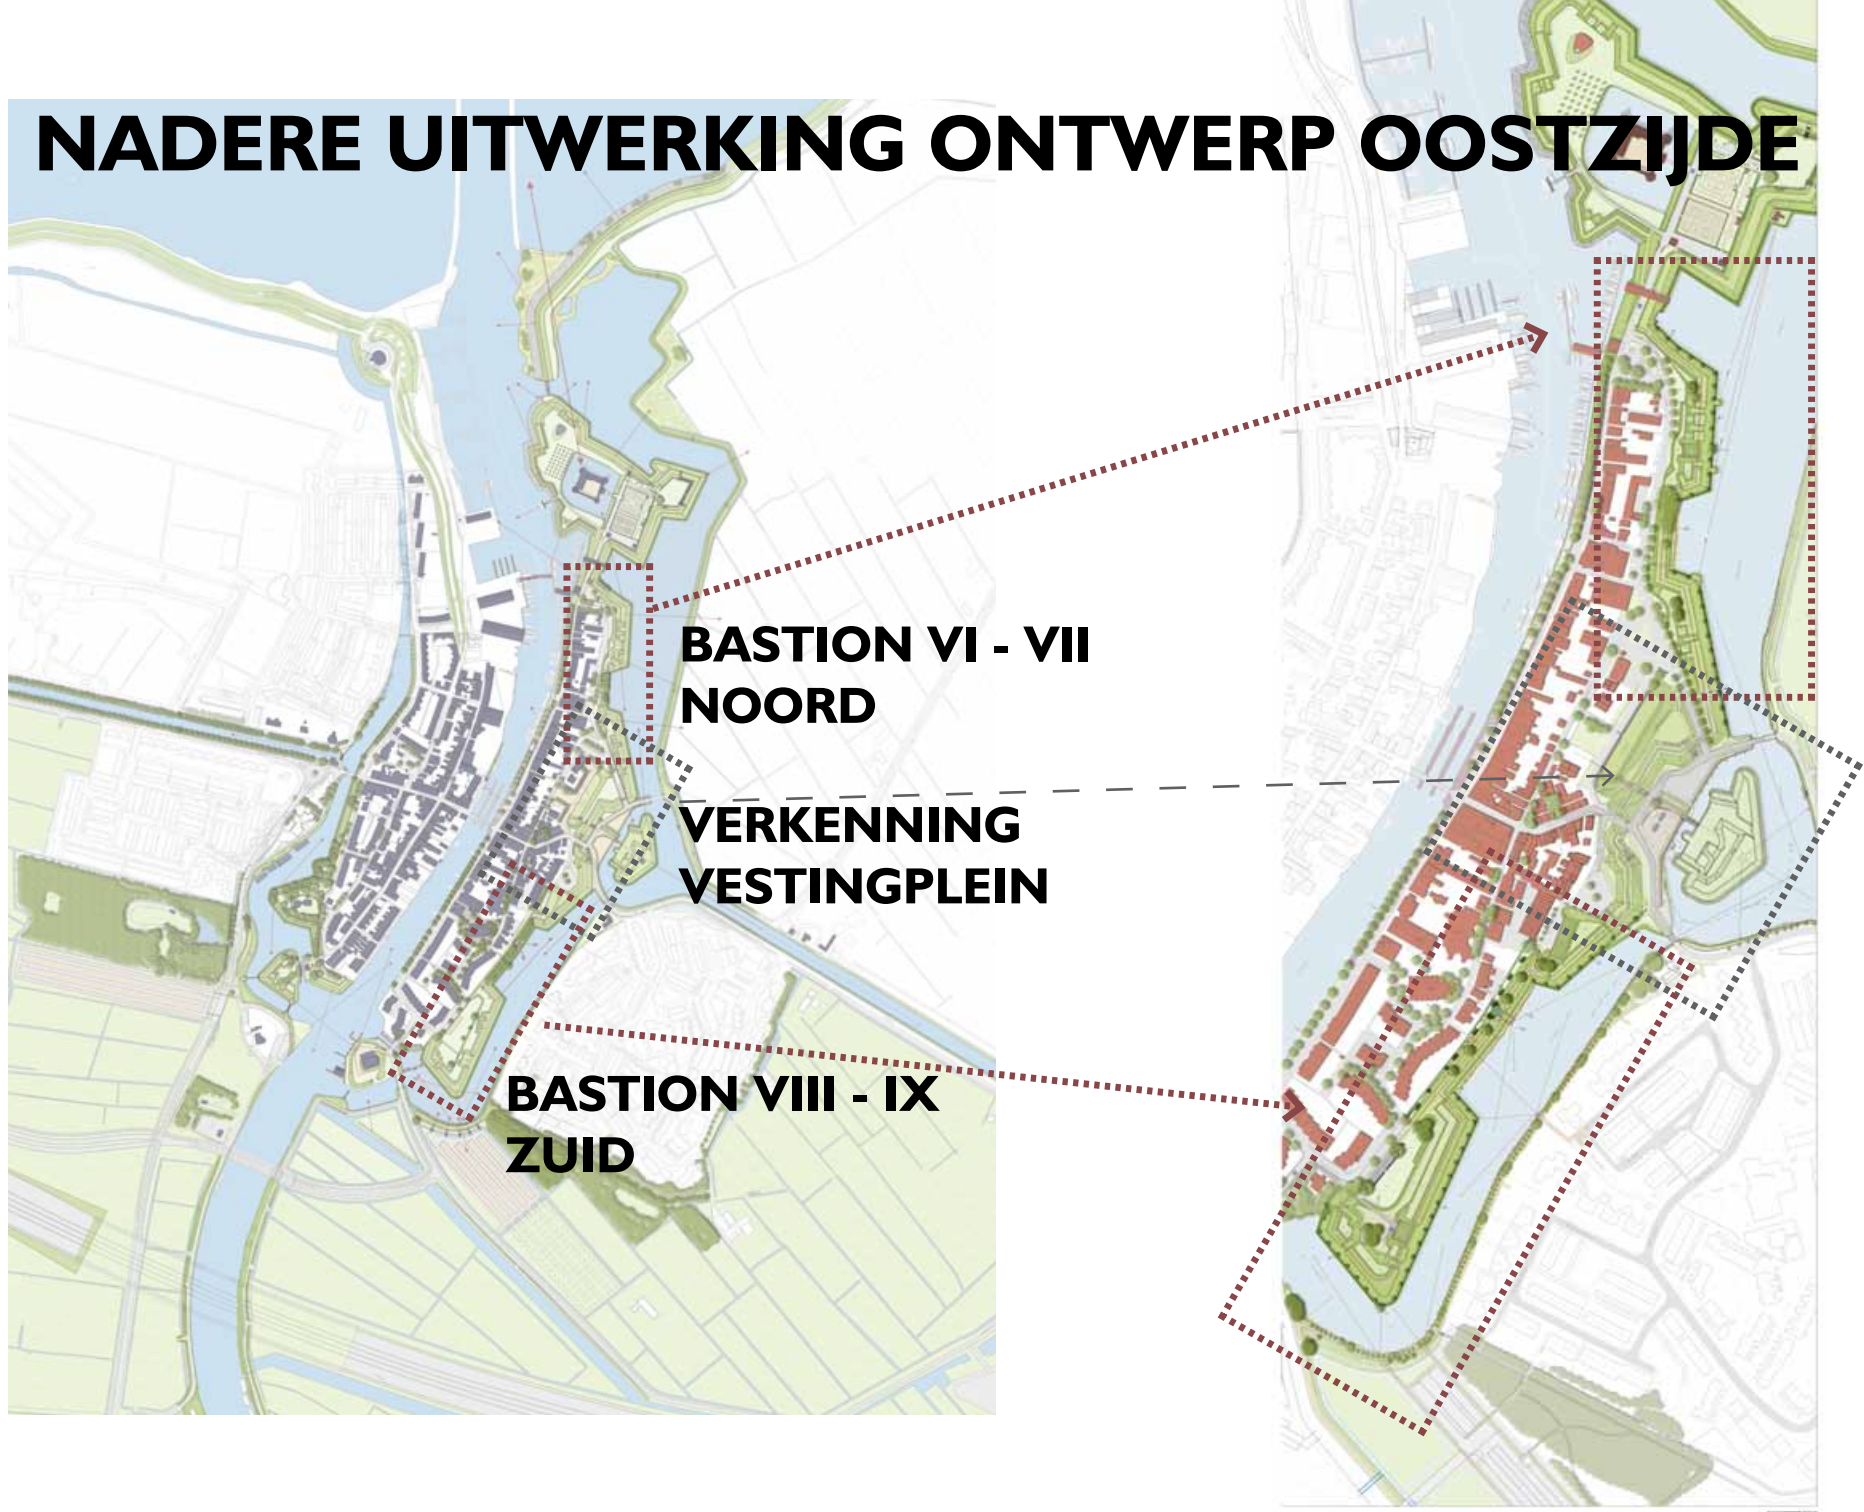 NADERE UITWERKING ONTWERP OOSTZIJDE
BASTION VI - VII
NOORD
VERKENNING
VESTINGPLEIN
BASTION VIII - IX
ZUID